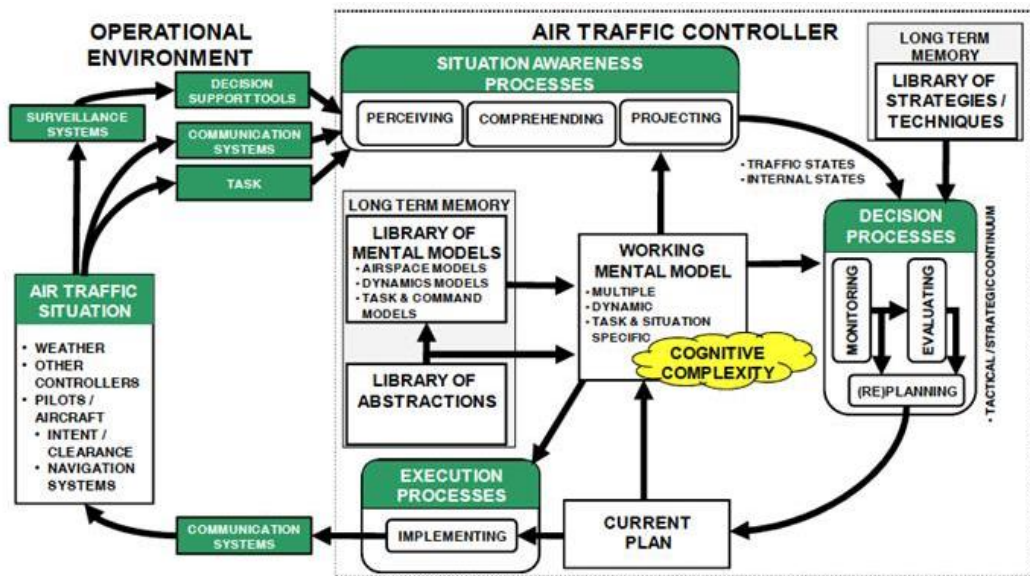 OPERATIONAL
ENVIRONMENT
AIR TRAFFIC CONTROLLER
DECISION
SUPPORT TOOLS
SURVEILLANCE
SYSTEMS
COMMUNICATION
SYSTEMS
TASK
SITUATION AWARENESS
PROCESSES
PERCEIVING
COMPREHENDING
PROJECTING
LONG TERM
MEMORY
LIBRARY OF
STRATEGIES /
TECHNIQUES
• TRAFFIC STATES
• INTERNAL STATES
LONG TERM MEMORY
LIBRARY OF
MENTAL MODELS
• AIRSPACE MODELS
• DYNAMICS MODELS
• TASK & COMMAND
MODELS
LIBRARY OF
ABSTRACTIONS
WORKING
MENTAL MODEL
• MULTIPLE
• DYNAMIC
• TASK & SITUATION
SPECIFIC
COGNITIVE
COMPLEXITY
DECISION
PROCESSES
MONITORING
EVALUATING
(RE)PLANNING
• TACTICAL / STRATEGIC CONTINUUM
AIR TRAFFIC
SITUATION
• WEATHER
• OTHER
CONTROLLERS
• PILOTS /
AIRCRAFT
• INTENT /
CLEARANCE
• NAVIGATION
SYSTEMS
EXECUTION
PROCESSES
IMPLEMENTING
CURRENT
PLAN
COMMUNICATION
SYSTEMS